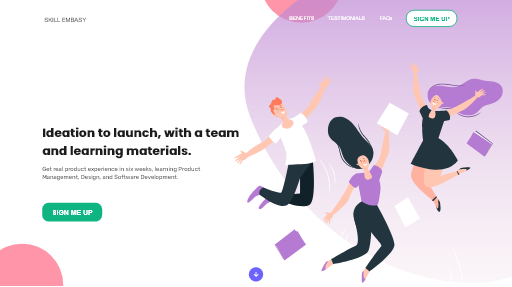 SKILL EMBASY
BENEFITS TESTIMONIALS FAQs SIGN ME UP
Ideation to launch, with a team
and learning materials.
Get real product experience in six weeks, learning Product
Management, Design, and Software Development.
SIGN ME UP